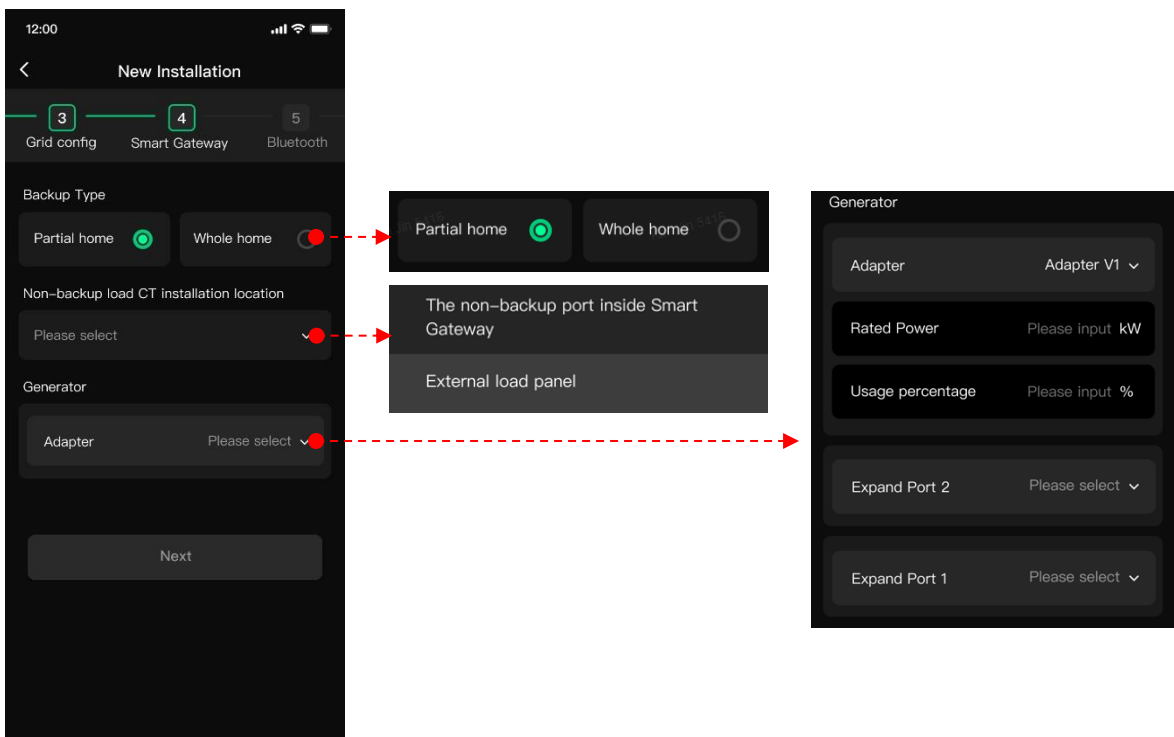 12:00
New Installation
3
4
5
Grid config
Smart Gateway
Bluetooth
Backup Type
Partial home
Whole home
Non-backup load CT installation location
Please select
Generator
Adapter
Please select
Next
Partial home
Whole home
The non-backup port inside Smart
Gateway
External load panel
Generator
Adapter
Adapter V1
Rated Power
Please input kW
Usage percentage
Please input %
Expand Port 2
Please select
Expand Port 1
Please select